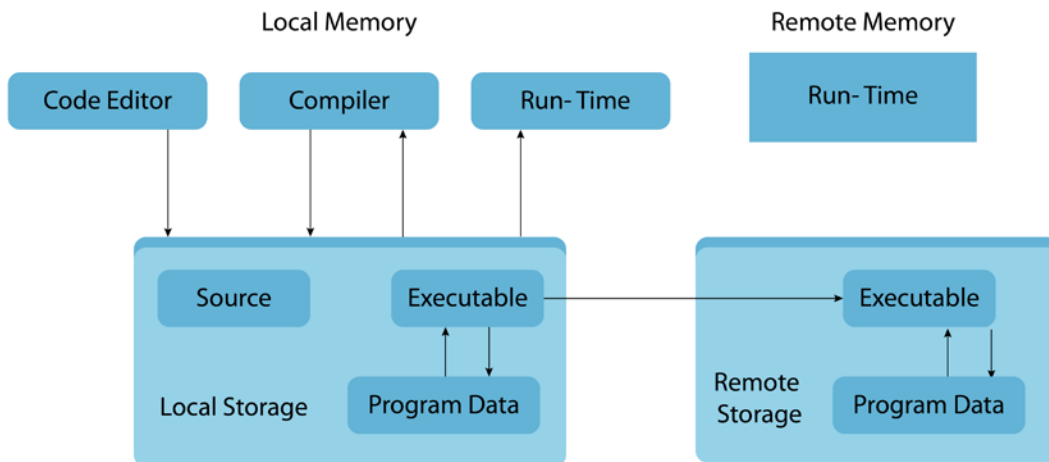 Local Memory
Remote Memory
Code Editor
Compiler
Run- Time
Run- Time
Source
Executable
Executable
Local Storage
Program Data
Remote
Storage
Program Data